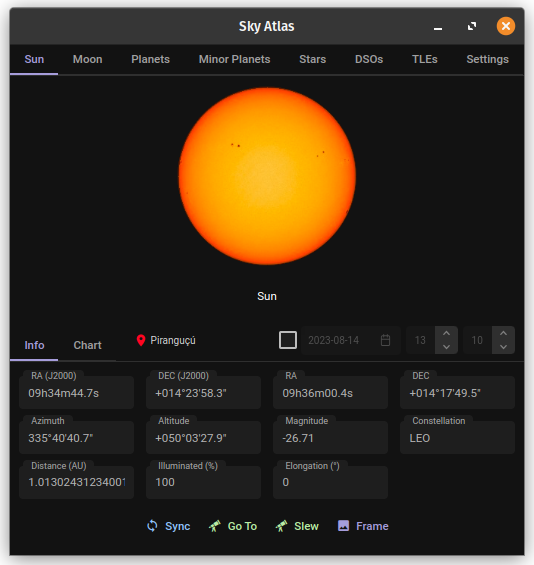 Sky Atlas
Sun Moon Planets Minor Planets Stars DSOs TLEs Settings
Sun
Info Chart Piranguçú 2023-08-14 13 10
RA (J2000) DEC (J2000) RA DEC
09h34m44.7s +014°23'58.3" 09h36m00.4s +014°17'49.5"
Azimuth Altitude Magnitude Constellation
335°40'40.7" +050°03'27.9" -26.71 LEO
Distance (AU) Illuminated (%) Elongation (°)
1.01302431234001 100 0
Sync Go To Slew Frame